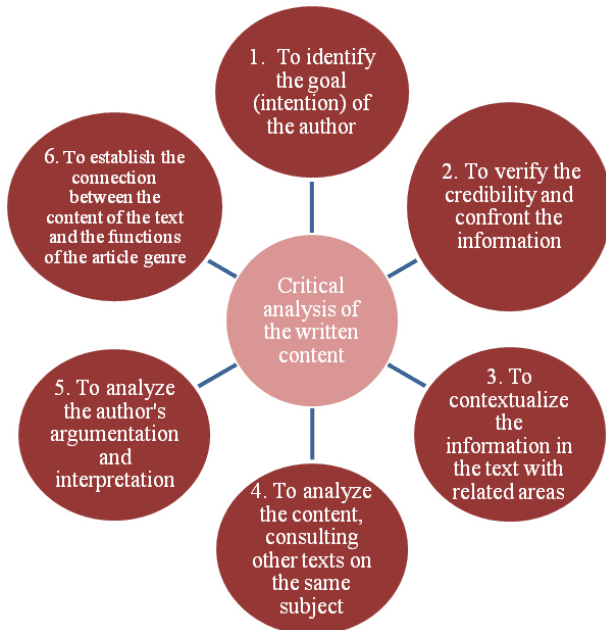 1. To identify
the goal
(intention) of
the author
2. To verify the
credibility and
confront the
information
3. To
contextualize
the
information in
the text with
related areas
4. To analyze
the content,
consulting
other texts on
the same
subject
5. To analyze
the author's
argumentation
and
interpretation
6. To establish the
connection
between the
content of the text
and the functions
of the article genre
Critical
analysis of
the written
content